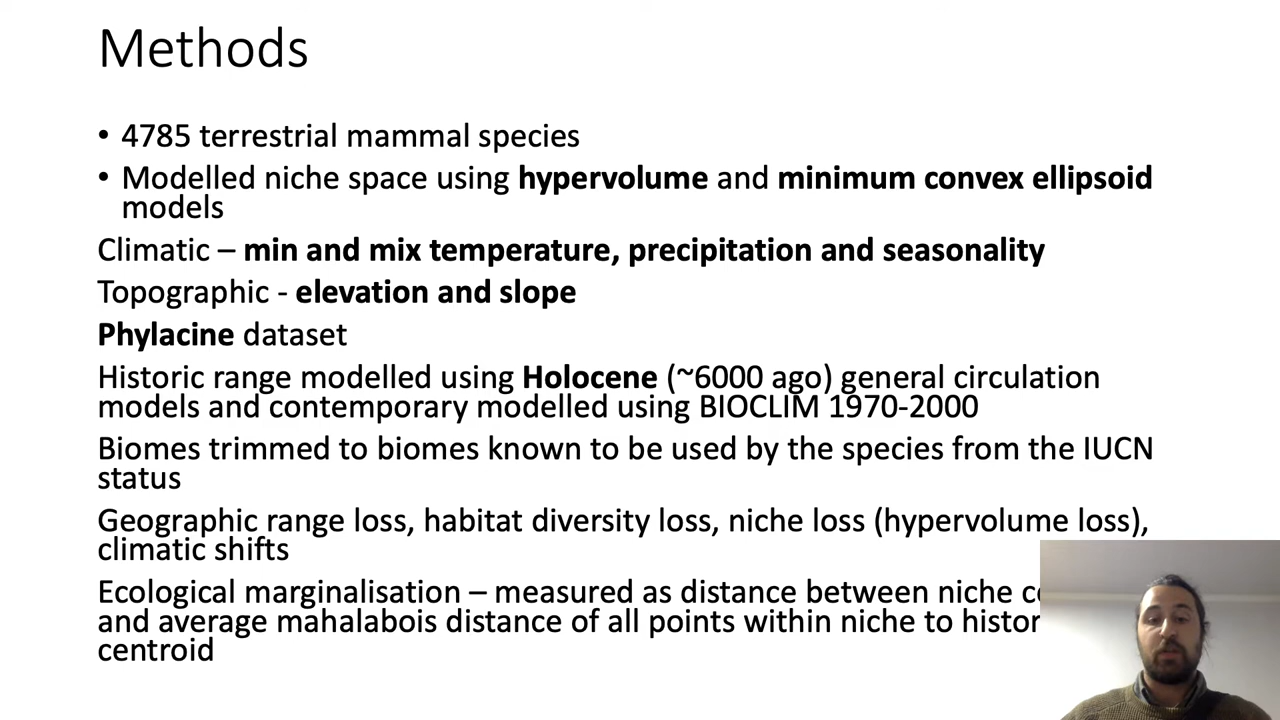 Methods
• 4785 terrestrial mammal species
• Modelled niche space using hypervolume and minimum convex ellipsoid
models
Climatic – min and mix temperature, precipitation and seasonality
Topographic - elevation and slope
Phylacine dataset
Historic range modelled using Holocene (~6000 ago) general circulation
models and contemporary modelled using BIOCLIM 1970-2000
Biomes trimmed to biomes known to be used by the species from the IUCN
status
Geographic range loss, habitat diversity loss, niche loss (hypervolume loss),
climatic shifts
Ecological marginalisation – measured as distance between niche
and average mahalabois distance of all points within niche to
centroid